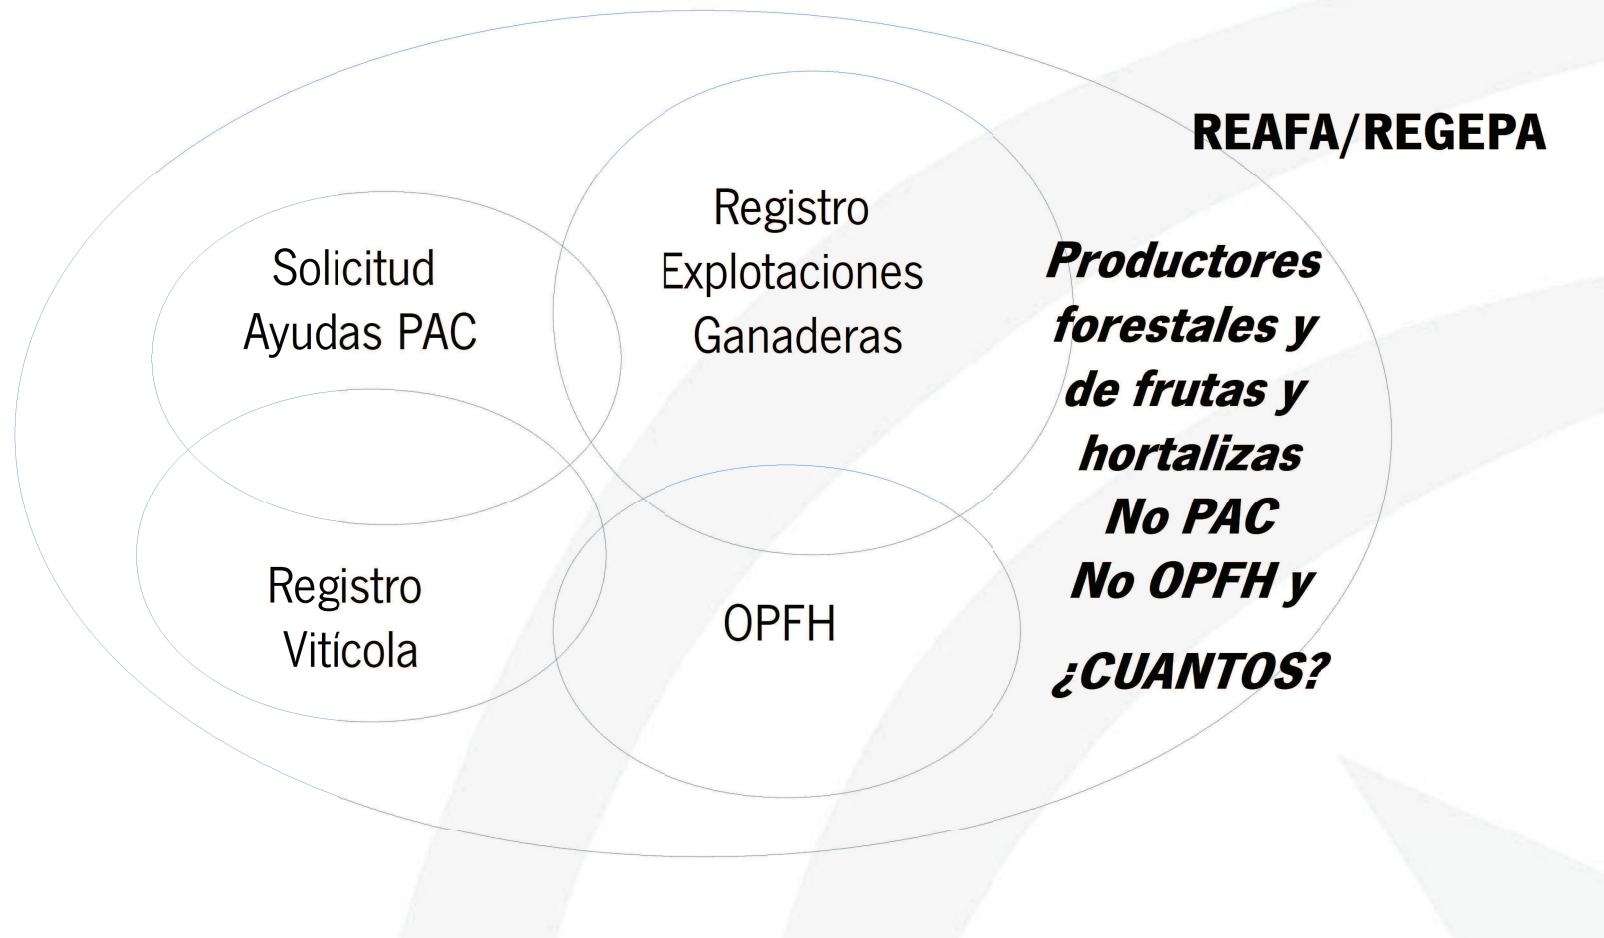 REAFA/REGEPA
Solicitud
Ayudas PAC
Registro
Explotaciones
Ganaderas
Registro
Vitícola
OPFH
Productores
forestales y
de frutas y
hortalizas
No PAC
No OPFH y
¿CUANTOS?